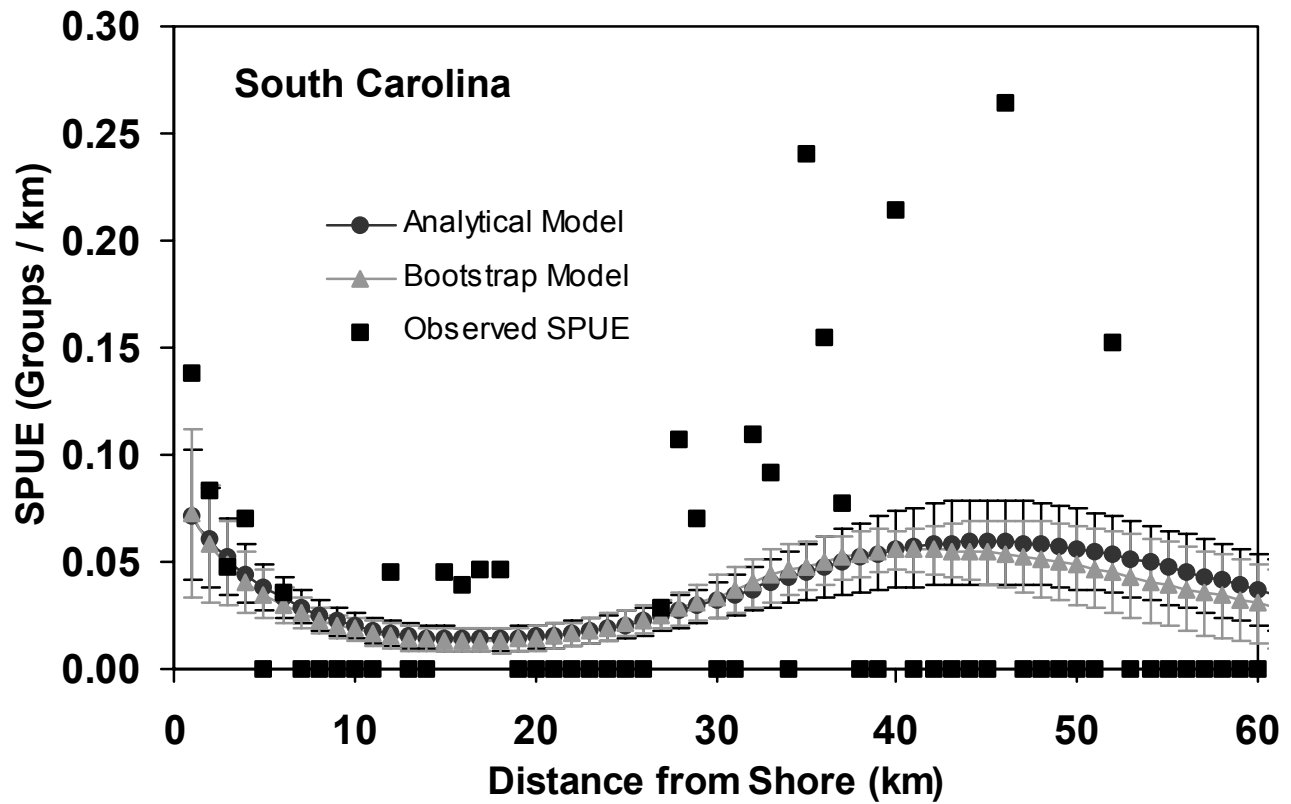 0.30
South Carolina
0.25
0.20
Analytical Model
Bootstrap Model
Observed SPUE
0.15
0.10
0.05
0.00
SPUE (Groups / km)
0 10 20 30 40 50 60
Distance from Shore (km)